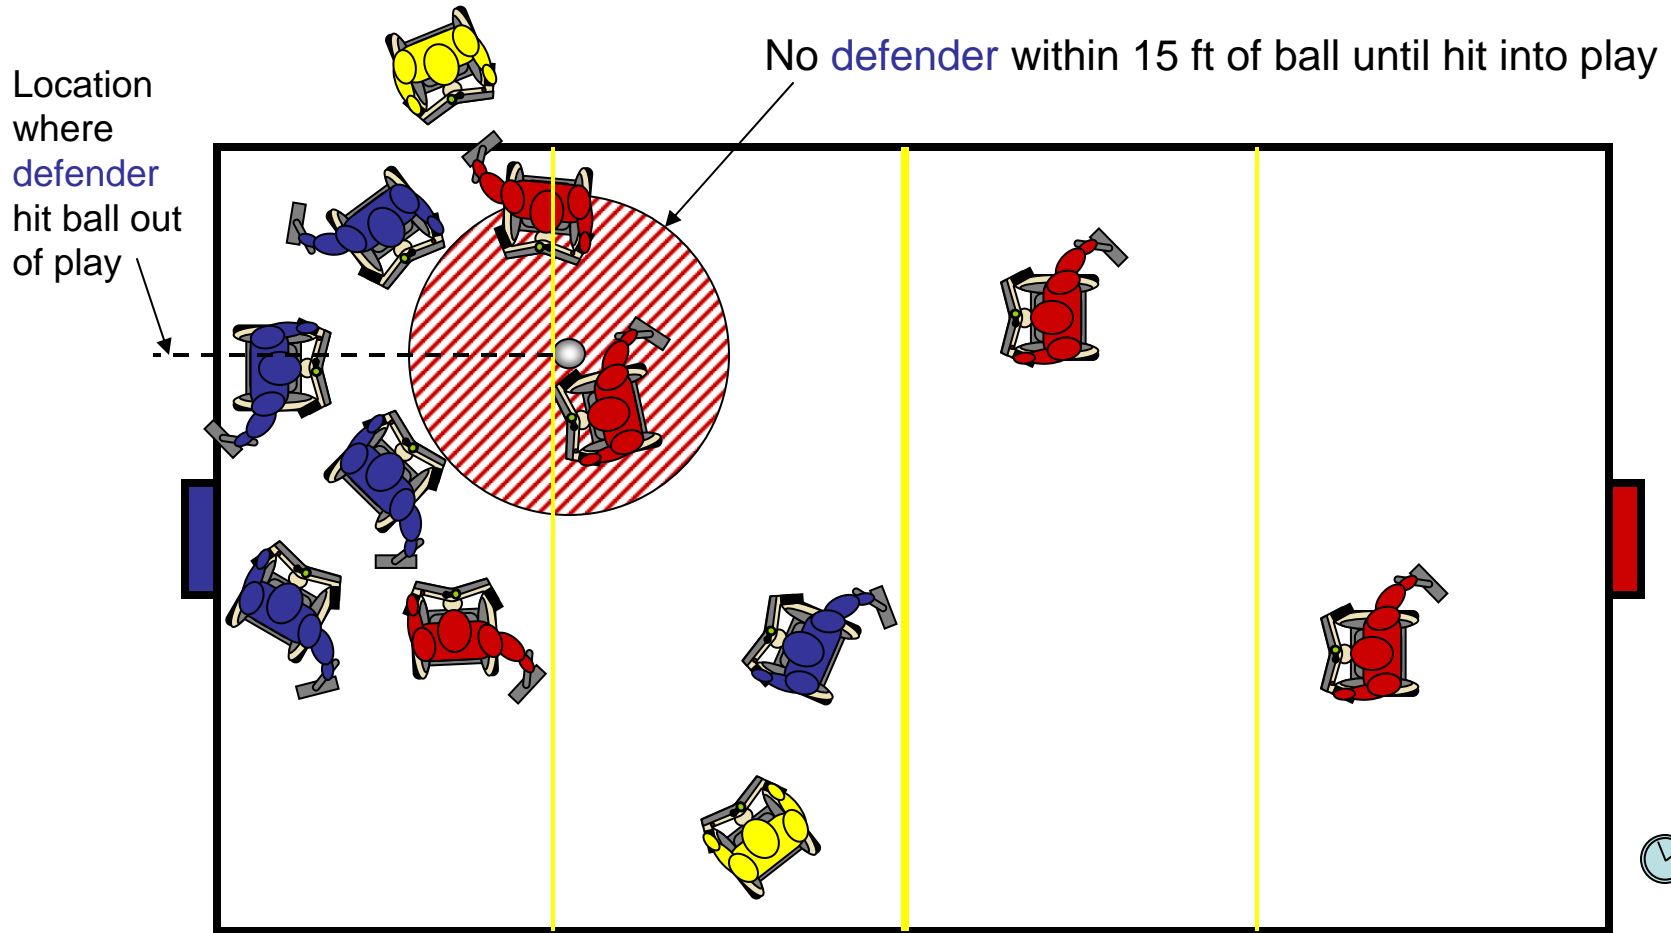 No defender within 15 ft of ball until hit into play
Location
where
defender
hit ball out
of play